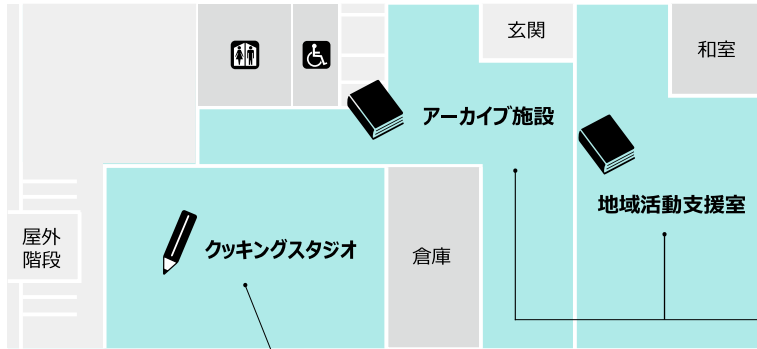 玄関
和室
アーカイブ施設
地域活動支援室
屋外
階段
クッキングスタジオ
倉庫